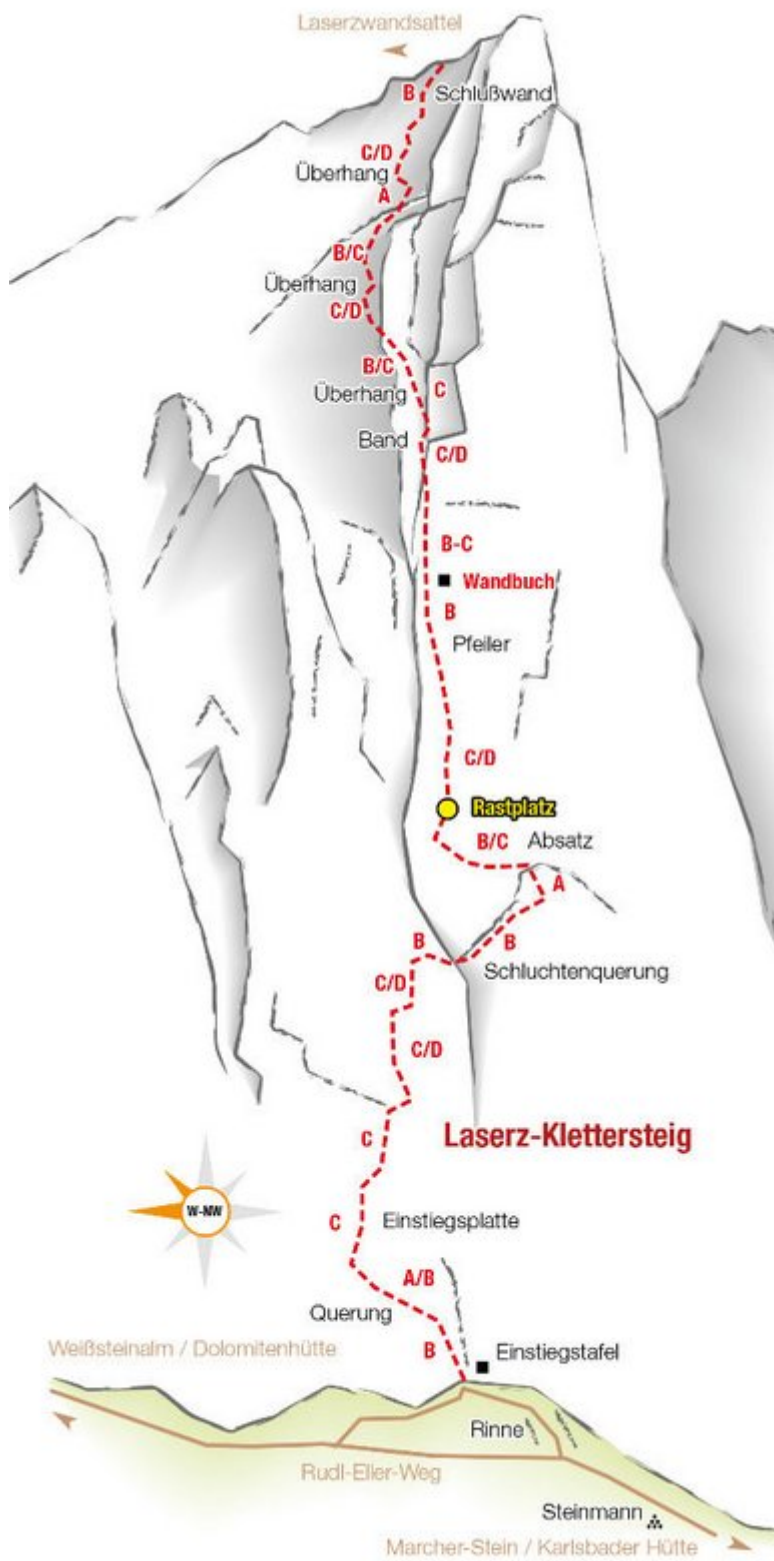 Laserzwandsattel
B
Schlußwand
C/D
Überhang
A
B/C
Überhang
C/D
B/C
Überhang
C
Band
C/D
B-C
Wandbuch
B
Pfeiler
C/D
Rastplatz
B/C
Absatz
A
B
B
Schluchtenquerung
C/D
C/D
Laserz-Klettersteig
C
W-NW
C
Einstiegsplatte
A/B
Querung
Weißsteinalm / Dolomitenhütte
B
Einstiegstafel
Rinne
Rudl-Eller-Weg
Steinmann
Marcher-Stein / Karlsbader Hütte